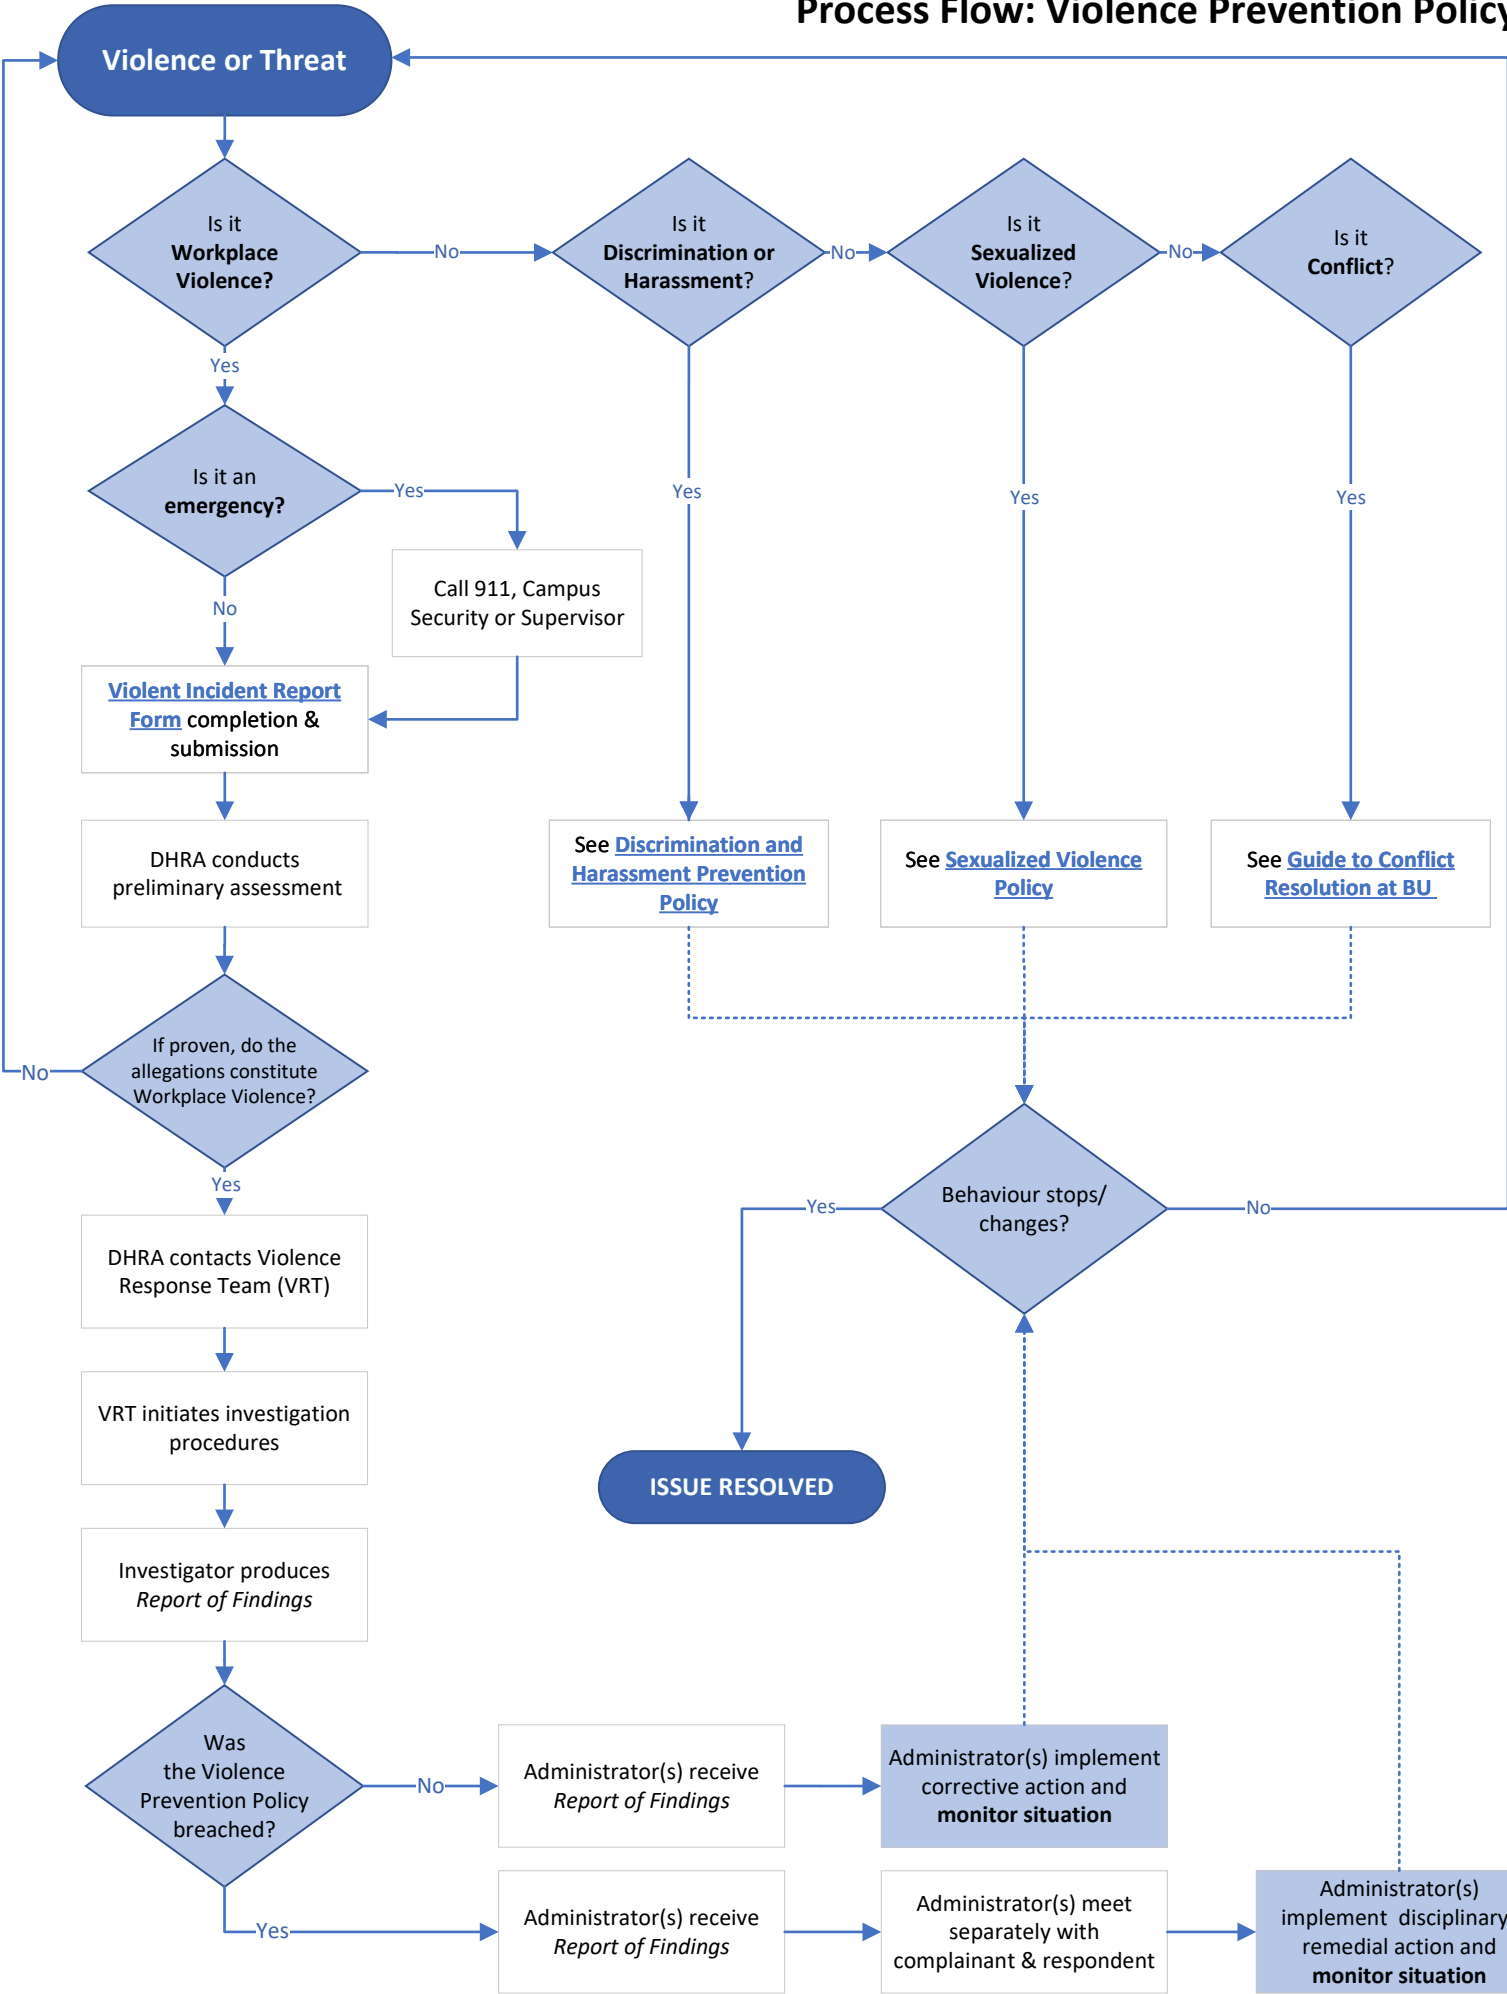 Process Flow: Violence Prevention Policy
Violence or Threat
Is it
Workplace
Violence?
No
Is it
Discrimination or
Harassment?
No
Is it
Sexualized
Violence?
No
Is it
Conflict?
Yes
Is it an
emergency?
Yes
Yes
Yes
Yes
Call 911, Campus
Security or Supervisor
No
Violent Incident Report
Form completion &
submission
DHRA conducts
preliminary assessment
See Discrimination and
Harassment Prevention
Policy
See Sexualized Violence
Policy
See Guide to Conflict
Resolution at BU
If proven, do the
allegations constitute
Workplace Violence?
No
Yes
DHRA contacts Violence
Response Team (VRT)
Behaviour stops/
changes?
Yes
No
VRT initiates investigation
procedures
ISSUE RESOLVED
Investigator produces
Report of Findings
Was
the Violence
Prevention Policy
breached?
No
Administrator(s) receive
Report of Findings
Administrator(s) implement
corrective action and
monitor situation
Yes
Administrator(s) receive
Report of Findings
Administrator(s) meet
separately with
complainant & respondent
Administrator(s)
implement disciplinary
remedial action and
monitor situation